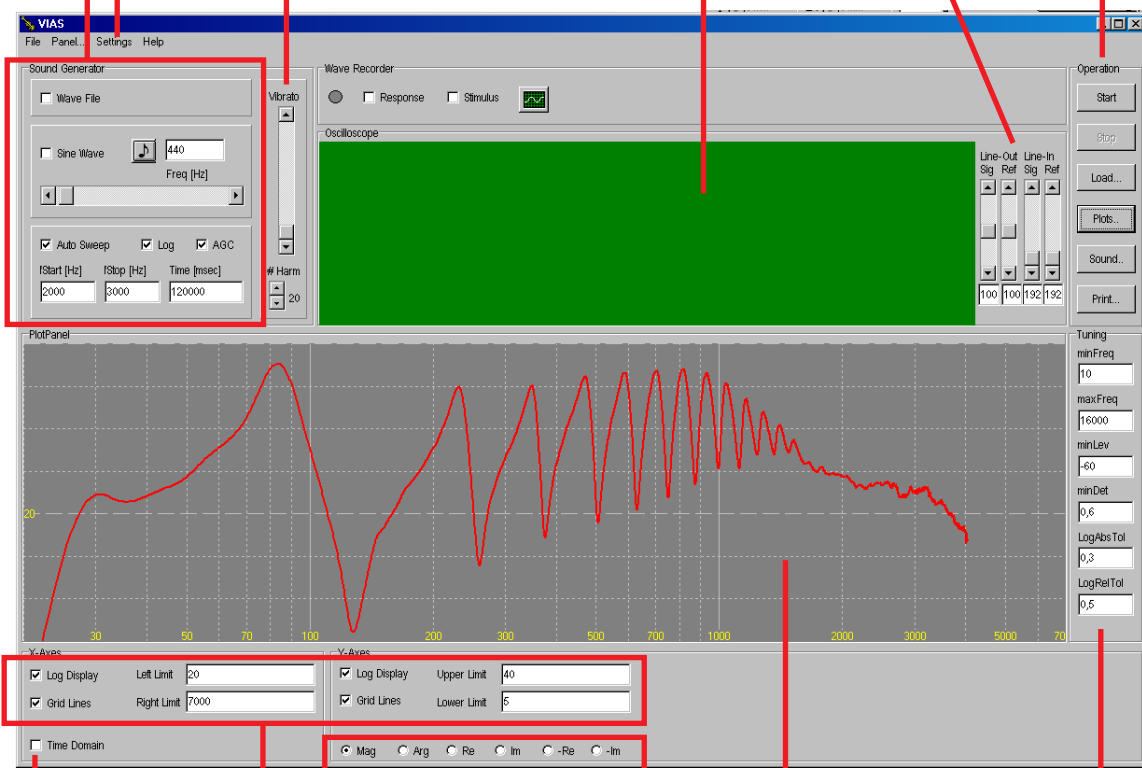 VIAS
File Panel... Settings Help
Sound Generator
Wave File
Sine Wave
440
Freq [Hz]
Auto Sweep Log AGC
fStart [Hz] fStop [Hz] Time [msec]
2000 3000 120000
Vibrato
# Harm
20
Wave Recorder
Response Stimulus
Oscilloscope
Line-Out Line-In
Sig Ref Sig Ref
100 100 192 192
Operation
Start
Stop
Load...
Plots..
Sound..
Print...
PlotPanel
20
30 50 70 100 200 300 500 700 1000 2000 3000 5000 70
Tuning
minFreq
10
maxFreq
16000
minLev
-60
minDet
0,6
LogAbsTol
0,3
LogRelTol
0,5
X-Axes
Log Display Left Limit 20
Grid Lines Right Limit 7000
Time Domain
Y-Axes
Log Display Upper Limit 40
Grid Lines Lower Limit 5
Mag Arg Re Im -Re -Im